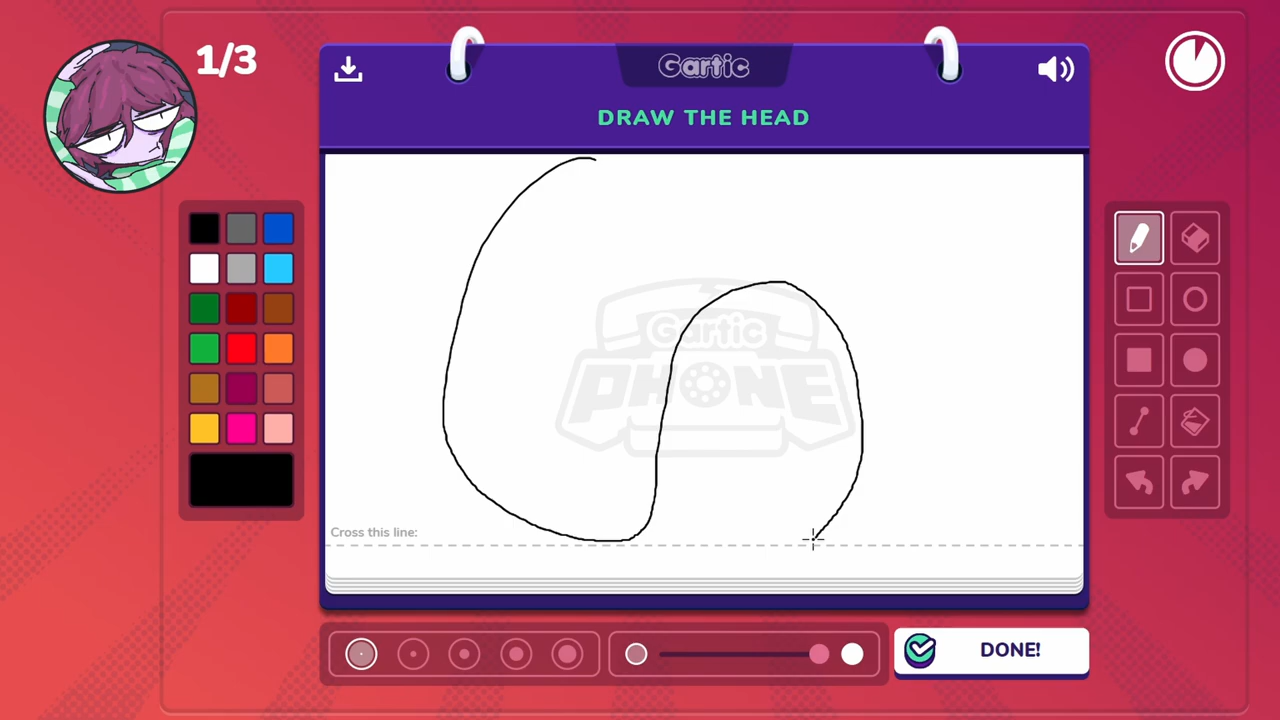 1/3
Gartic
DRAW THE HEAD
Gartic
PHONE
Cross this line:
DONE!